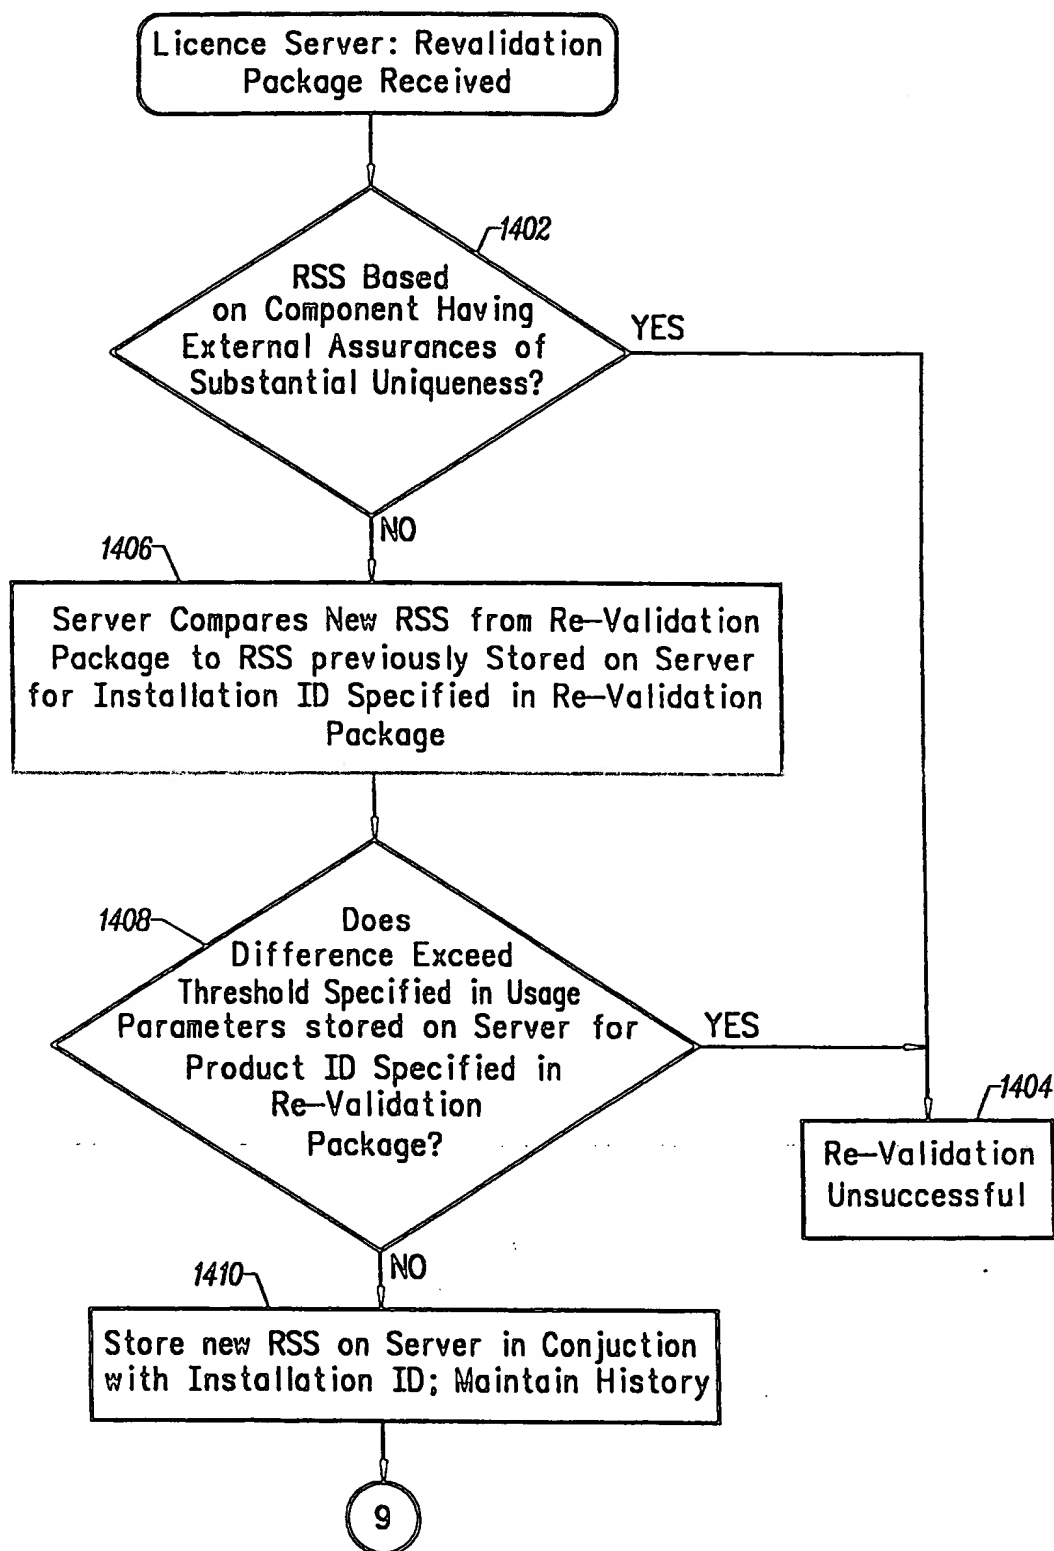 Licence Server: Revalidation
Package Received
1402
RSS Based
on Component Having
External Assurances of
Substantial Uniqueness?
YES
NO
1406
Server Compares New RSS from Re-Validation
Package to RSS previously Stored on Server
for Installation ID Specified in Re-Validation
Package
1408
Does
Difference Exceed
Threshold Specified in Usage
Parameters stored on Server for
Product ID Specified in
Re-Validation
Package?
YES
1404
Re-Validation
Unsuccessful
NO
1410
Store new RSS on Server in Conjuction
with Installation ID; Maintain History
9